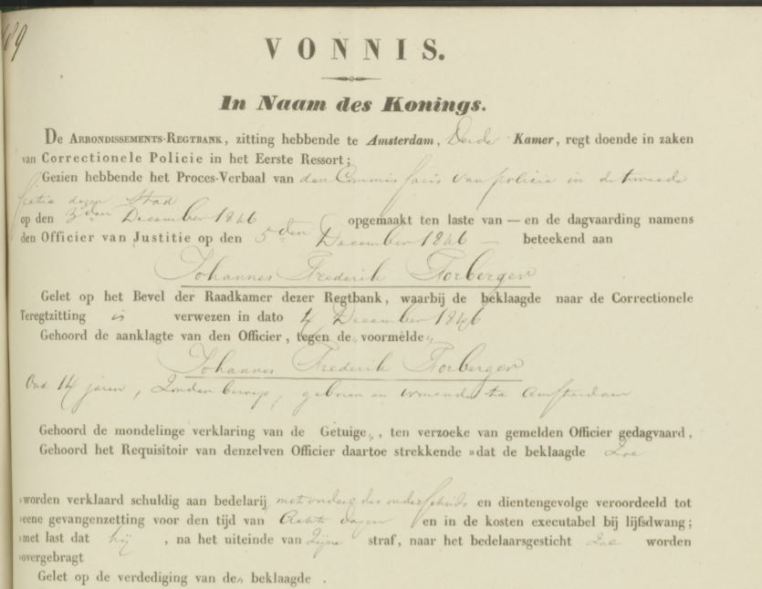 89
VONNIS.
In Naam des Konings.
De Arrondissements-Regtbank, zitting hebbende te Amsterdam, Derde Kamer, regt doende in zaken
van Correctionele Policie in het Eerste Ressort;
Gezien hebbende het Proces-Verbaal van den Commissaris van policie in de tweede
sectie dezer Stad
op den 3den December 1846 opgemaakt ten laste van — en de dagvaarding namens
den Officier van Justitie op den 5den December 1846 – beteekend aan
Johannes Frederik Forberger
Gelet op het Bevel der Raadkamer dezer Regtbank, waarbij de beklaagde naar de Correctionele
Teregtzitting is verwezen in dato 4 December 1846
Gehoord de aanklagte van den Officier, tegen de voormelde
Johannes Frederik Forberger
Oud 14 jaren, Zonder beroep, geboren en wonende te Amsterdam
Gehoord de mondelinge verklaring van de Getuige, ten verzoeke van gemelden Officier gedagvaard,
Gehoord het Requisitoir van denzelven Officier daartoe strekkende »dat de beklaagde Zoe
»worden verklaard schuldig aan bedelarij met en dientengevolge veroordeeld tot
»eene gevangenzetting voor den tijd van Acht dagen en in de kosten executabel bij lijfsdwang;
»met last dat hij, na het uiteinde van Zijne straf, naar het bedelaarsgesticht Zoe worden
»overgebragt
Gelet op de verdediging van den beklaagde.